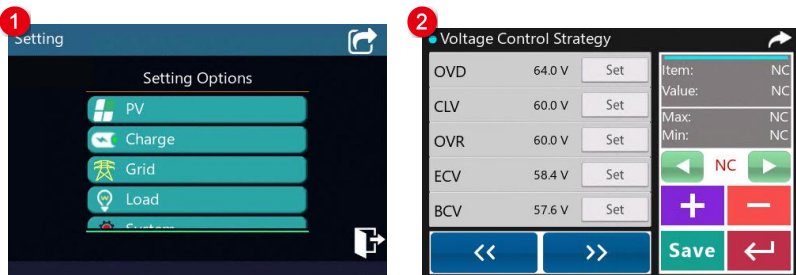 1
Setting
Setting Options
PV
Charge
Grid
Load
System
2
Voltage Control Strategy
OVD 64.0 V Set
CLV 60.0 V Set
OVR 60.0 V Set
ECV 58.4 V Set
BCV 57.6 V Set
<< >>
Item: NC
Value: NC
Max: NC
Min: NC
NC
+ −
Save